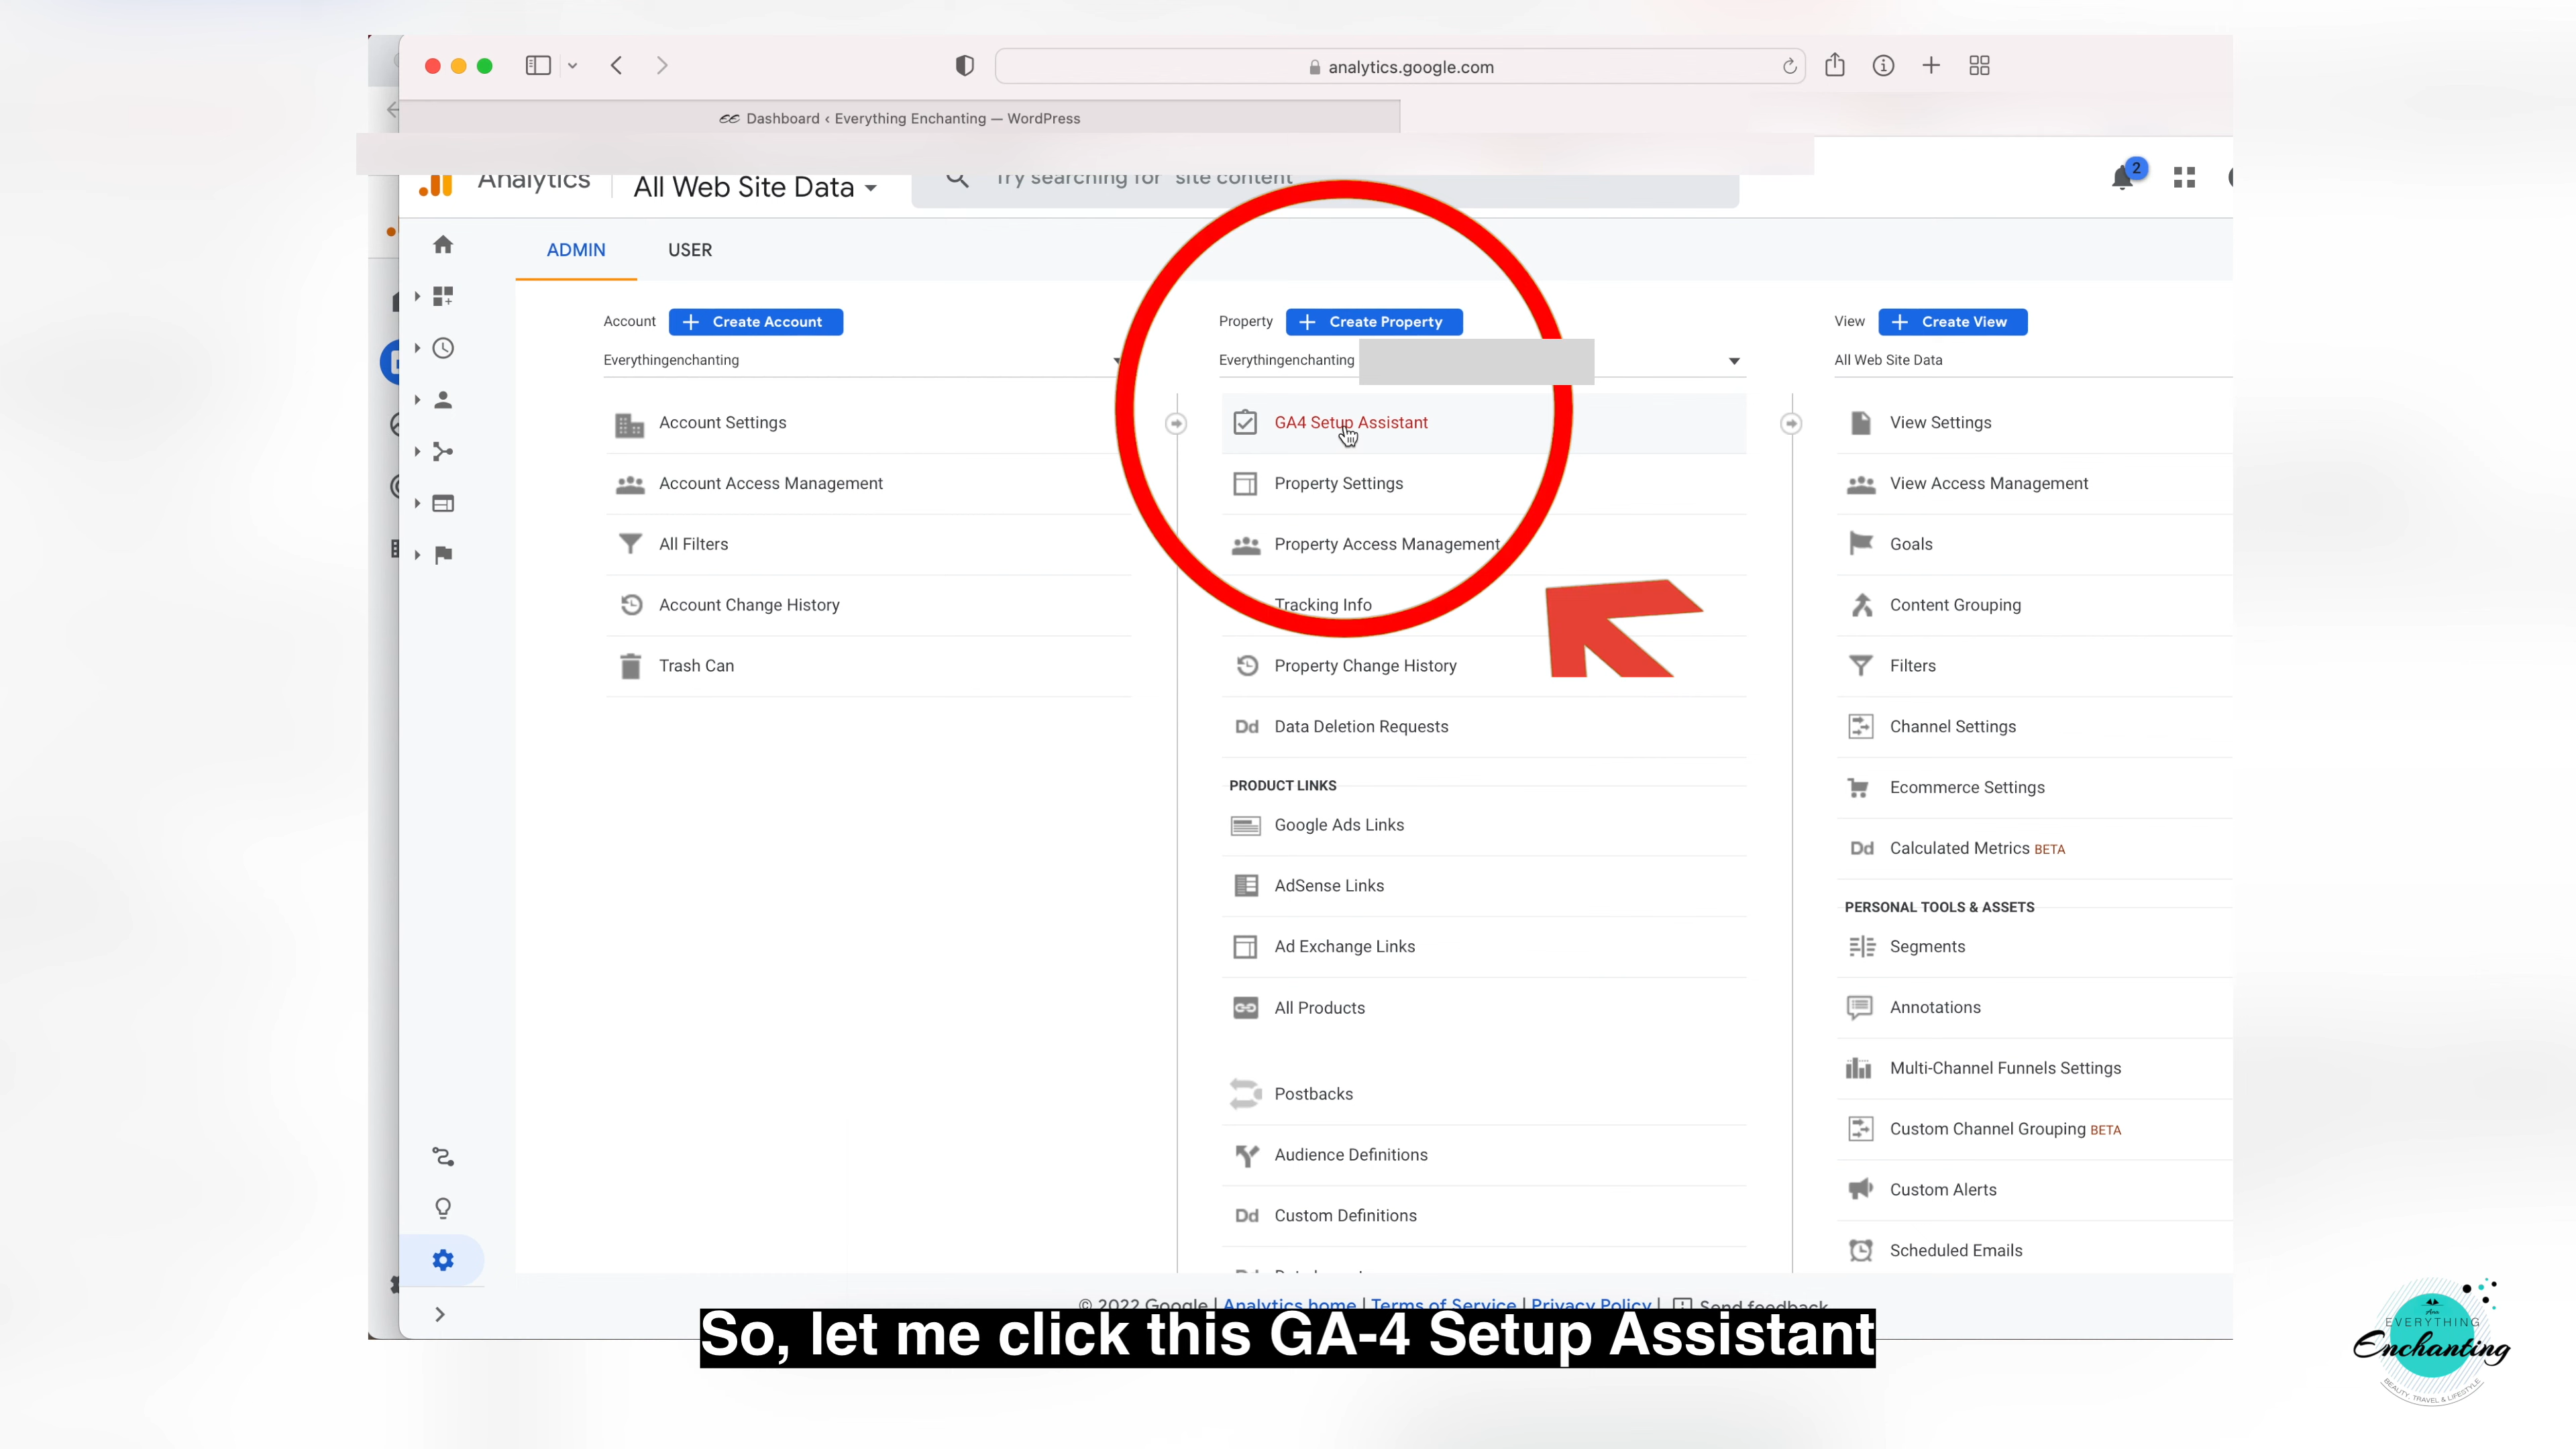 analytics.google.com
Dashboard ‹ Everything Enchanting — WordPress
Analytics
All Web Site Data
Try searching for "site content"
2
ADMIN
USER
Account
Create Account
Everythingenchanting
Account Settings
Account Access Management
All Filters
Account Change History
Trash Can
Property
Create Property
Everythingenchanting
GA4 Setup Assistant
Property Settings
Property Access Management
Tracking Info
Property Change History
Dd Data Deletion Requests
PRODUCT LINKS
Google Ads Links
AdSense Links
Ad Exchange Links
All Products
Postbacks
Audience Definitions
Dd Custom Definitions
View
Create View
All Web Site Data
View Settings
View Access Management
Goals
Content Grouping
Filters
Channel Settings
Ecommerce Settings
Dd Calculated Metrics BETA
PERSONAL TOOLS & ASSETS
Segments
Annotations
Multi-Channel Funnels Settings
Custom Channel Grouping BETA
Custom Alerts
Scheduled Emails
© 2022 Google | Analytics home | Terms of Service | Privacy Policy | Send feedback
So, let me click this GA-4 Setup Assistant
Ana
EVERYTHING
Enchanting
BEAUTY, TRAVEL & LIFESTYLE